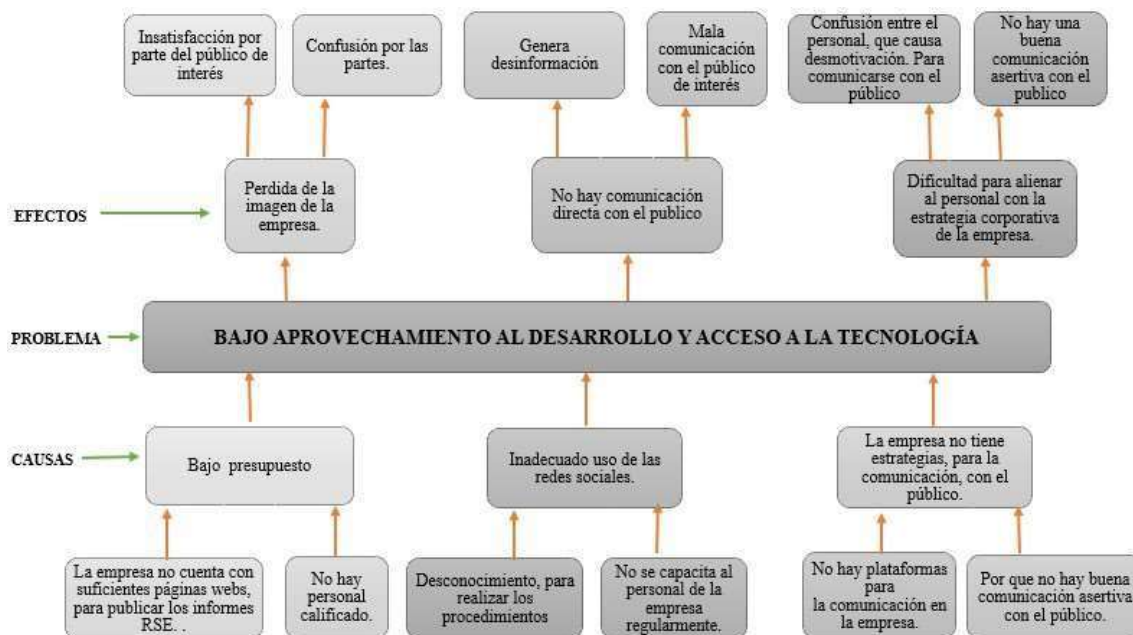 Insatisfacción por
parte del público de
interés
Confusión por las
partes.
Genera
desinformación
Mala
comunicación
con el público
de interés
Confusión entre el
personal, que causa
desmotivación. Para
comunicarse con el
público
No hay una
buena
comunicación
asertiva con el
publico
EFECTOS
Perdida de la
imagen de la
empresa.
No hay comunicación
directa con el publico
Dificultad para alienar
al personal con la
estrategia corporativa
de la empresa.
PROBLEMA
BAJO APROVECHAMIENTO AL DESARROLLO Y ACCESO A LA TECNOLOGÍA
CAUSAS
Bajo presupuesto
Inadecuado uso de las
redes sociales.
La empresa no tiene
estrategias, para la
comunicación, con el
público.
La empresa no cuenta con
suficientes páginas webs,
para publicar los informes
RSE. .
No hay
personal
calificado.
Desconocimiento, para
realizar los
procedimientos
No se capacita al
personal de la
empresa
regularmente.
No hay plataformas
para
la comunicación en
la empresa.
Por que no hay buena
comunicación asertiva
con el público.